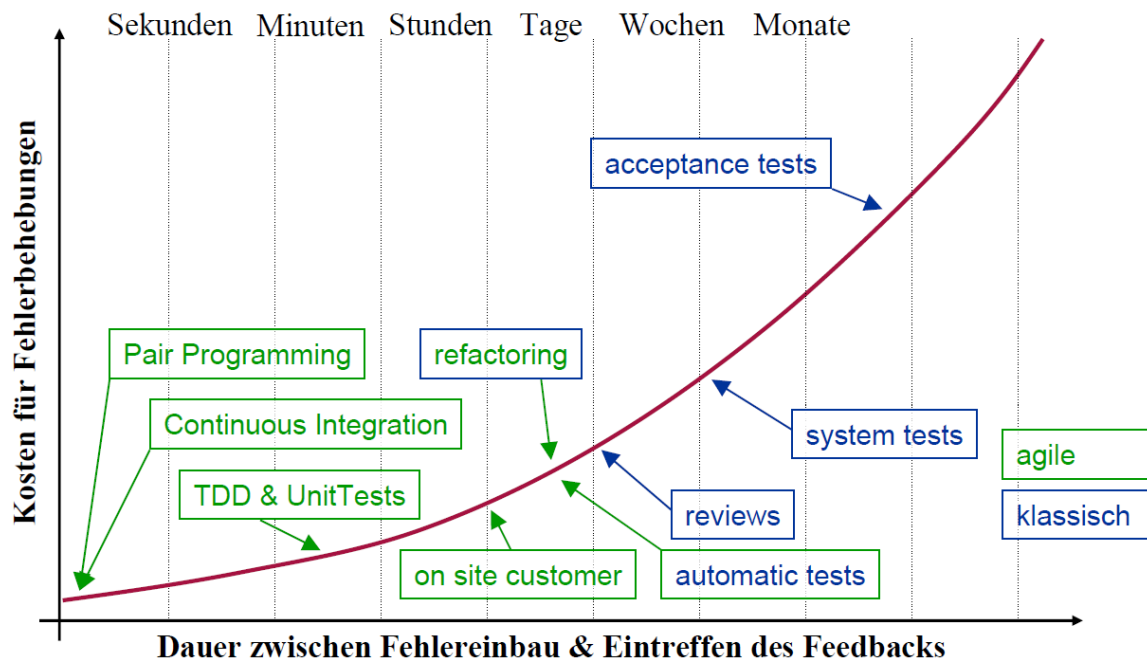 Sekunden Minuten Stunden Tage Wochen Monate
Kosten für Fehlerbehebungen
acceptance tests
Pair Programming
refactoring
Continuous Integration
system tests
agile
TDD & UnitTests
reviews
klassisch
on site customer
automatic tests
Dauer zwischen Fehlereinbau & Eintreffen des Feedbacks